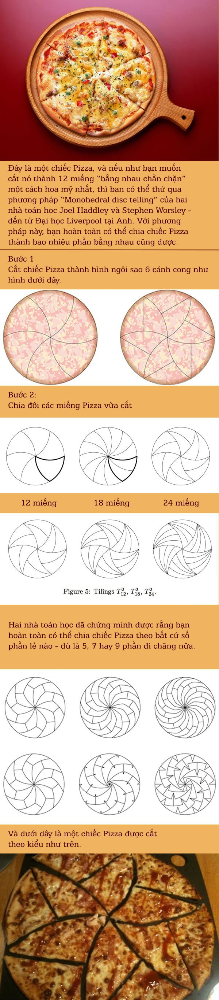 Đây là một chiếc Pizza, và nếu như bạn muốn
cắt nó thành 12 miếng “bằng nhau chằn chặn”
một cách hoa mỹ nhất, thì bạn có thể thử qua
phương pháp “Monohedral disc telling” của hai
nhà toán học Joel Haddley và Stephen Worsley -
đến từ Đại học Liverpool tại Anh. Với phương
pháp này, bạn hoàn toàn có thể chia chiếc Pizza
thành bao nhiêu phần bằng nhau cũng được.
Bước 1
Cắt chiếc Pizza thành hình ngôi sao 6 cánh cong như
hình dưới đây.
Bước 2:
Chia đôi các miếng Pizza vừa cắt
12 miếng 18 miếng 24 miếng
Figure 5: Tilings T²₁₂, T²₁₈, T²₂₄.
Hai nhà toán học đã chứng minh được rằng bạn
hoàn toàn có thể chia chiếc Pizza theo bất cứ số
phần lẻ nào - dù là 5, 7 hay 9 phần đi chăng nữa.
Và dưới dây là một chiếc Pizza được cắt
theo kiểu như trên.